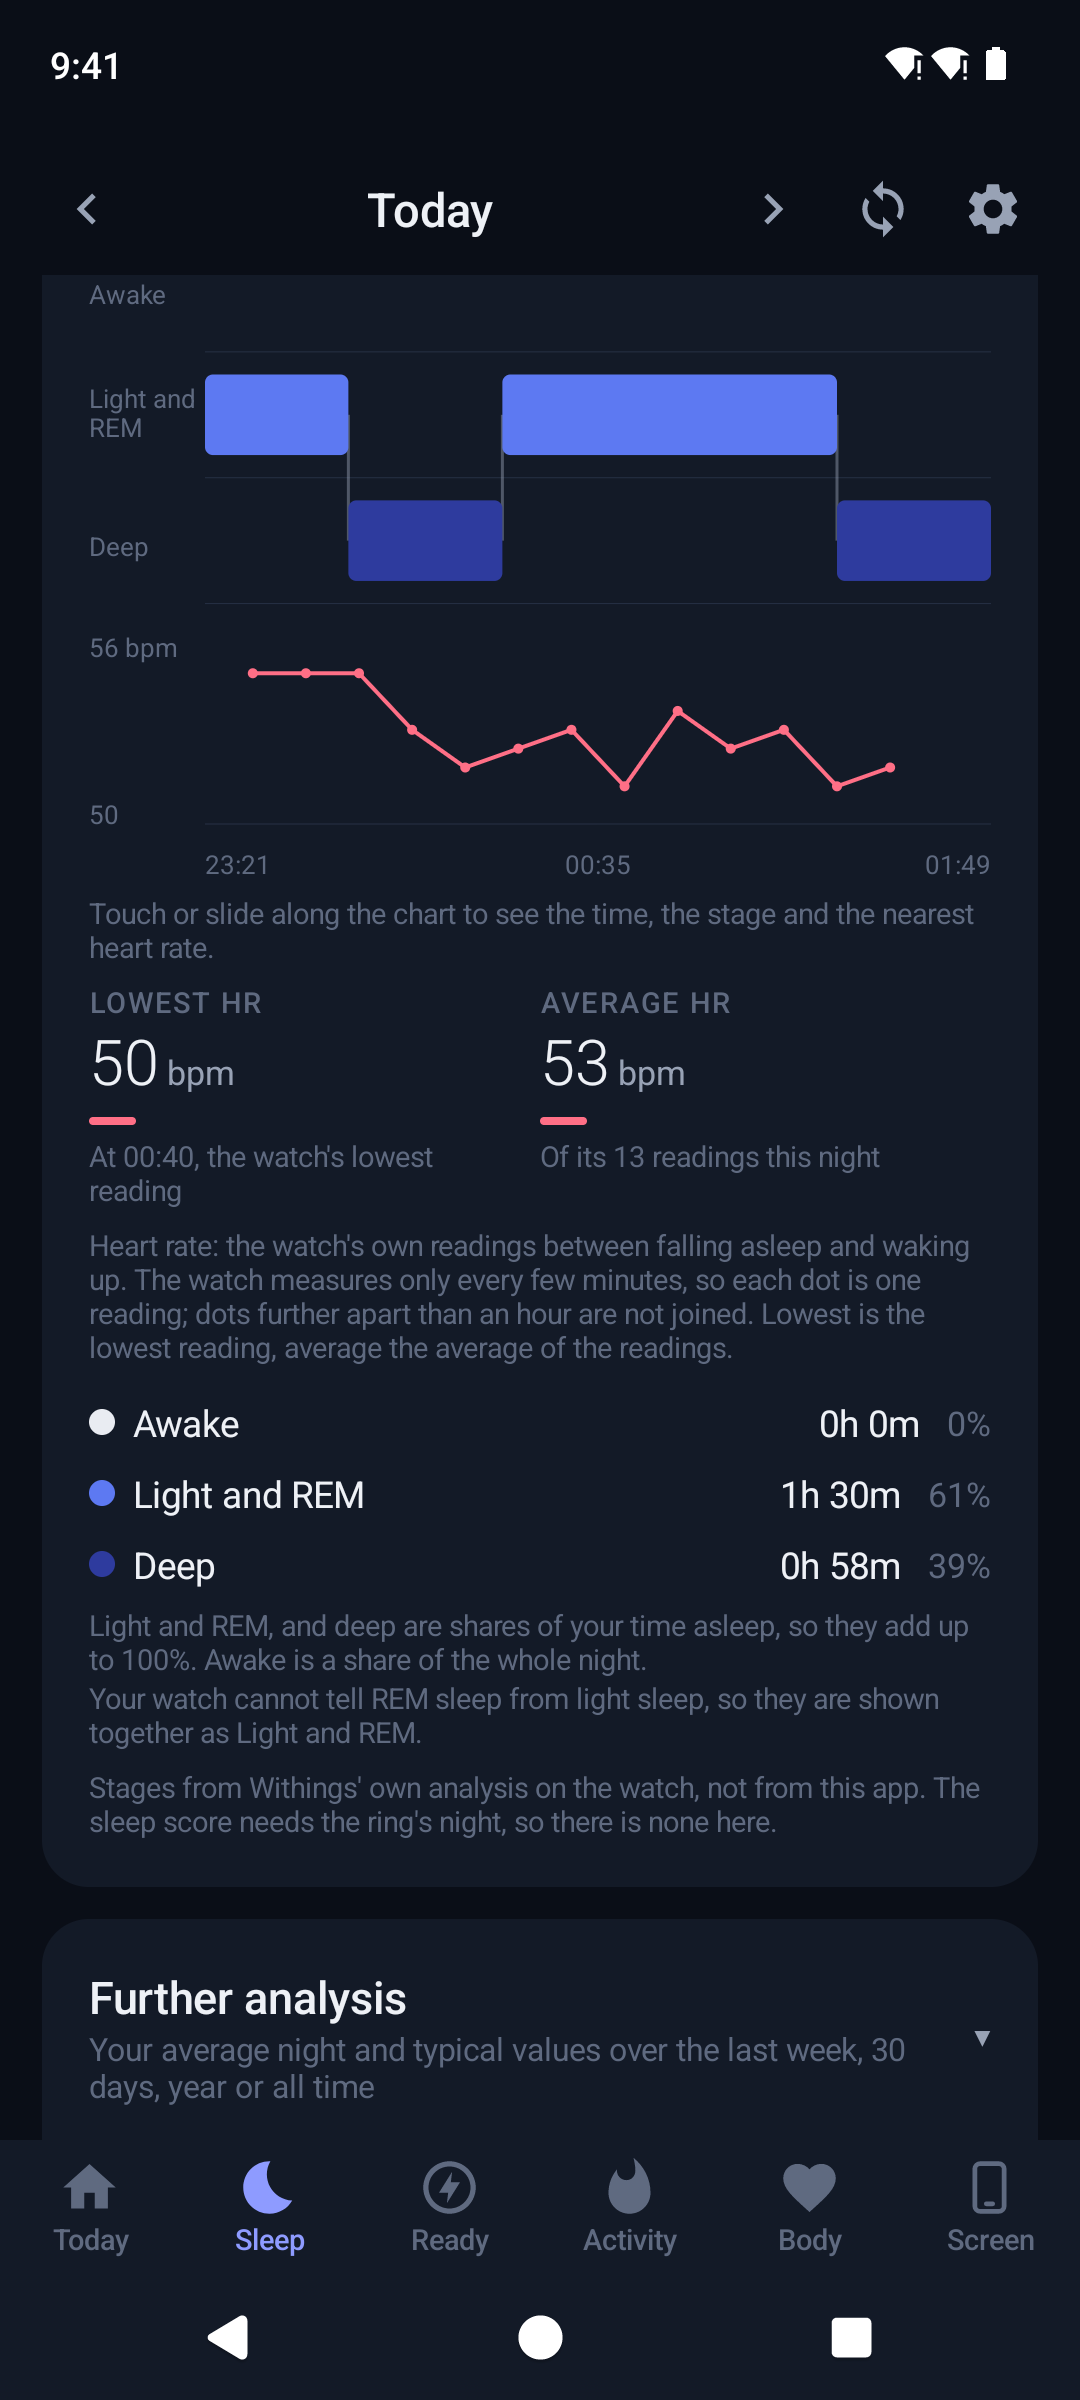 9:41
Today
Awake
Light and
REM
Deep
56 bpm
50
23:21 00:35 01:49
Touch or slide along the chart to see the time, the stage and the nearest
heart rate.
LOWEST HR AVERAGE HR
50 bpm 53 bpm
At 00:40, the watch's lowest
reading
Of its 13 readings this night
Heart rate: the watch's own readings between falling asleep and waking
up. The watch measures only every few minutes, so each dot is one
reading; dots further apart than an hour are not joined. Lowest is the
lowest reading, average the average of the readings.
Awake 0h 0m 0%
Light and REM 1h 30m 61%
Deep 0h 58m 39%
Light and REM, and deep are shares of your time asleep, so they add up
to 100%. Awake is a share of the whole night.
Your watch cannot tell REM sleep from light sleep, so they are shown
together as Light and REM.
Stages from Withings' own analysis on the watch, not from this app. The
sleep score needs the ring's night, so there is none here.
Further analysis
Your average night and typical values over the last week, 30
days, year or all time
Today Sleep Ready Activity Body Screen